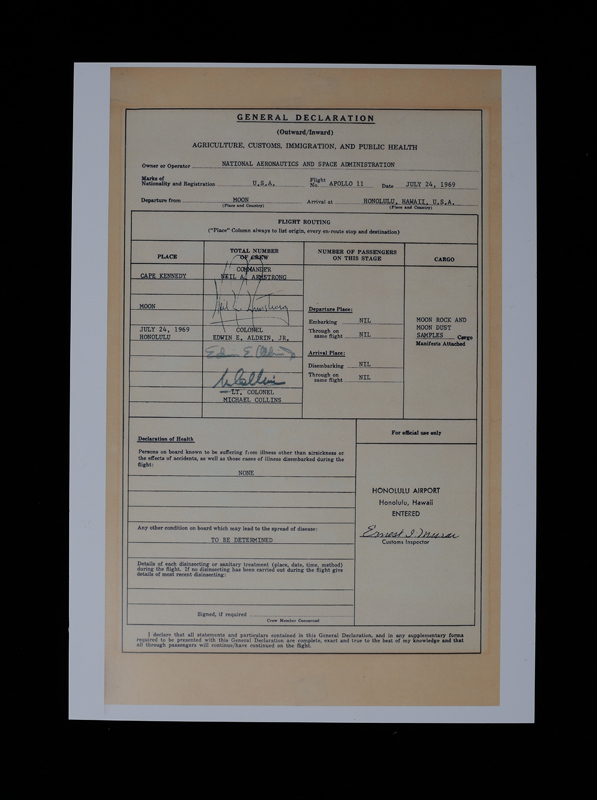 GENERAL DECLARATION
(Outward/Inward)
AGRICULTURE, CUSTOMS, IMMIGRATION, AND PUBLIC HEALTH
Owner or Operator NATIONAL AERONAUTICS AND SPACE ADMINISTRATION
Marks of
Nationality and Registration U.S.A. Flight No. APOLLO 11 Date JULY 24, 1969
Departure from MOON Arrival at HONOLULU, HAWAII, U.S.A.
(Place and Country) (Place and Country)
FLIGHT ROUTING
("Place" Column always to list origin, every en-route stop and destination)
PLACE
TOTAL NUMBER
OF CREW
NUMBER OF PASSENGERS
ON THIS STAGE
CARGO
CAPE KENNEDY
MOON
JULY 24, 1969
HONOLULU
COMMANDER
NEIL A. ARMSTRONG
Neil A. Armstrong
COLONEL
EDWIN E. ALDRIN, JR.
Edwin E. Aldrin Jr
M Collins
LT. COLONEL
MICHAEL COLLINS
Departure Place:
Embarking NIL
Through on
same flight NIL
Arrival Place:
Disembarking NIL
Through on
same flight NIL
MOON ROCK AND
MOON DUST
SAMPLES Cargo
Manifests Attached
Declaration of Health
Persons on board known to be suffering from illness other than airsickness or
the effects of accidents, as well as those cases of illness disembarked during the
flight:
NONE
Any other condition on board which may lead to the spread of disease:
TO BE DETERMINED
Details of each disinsecting or sanitary treatment (place, date, time, method)
during the flight. If no disinsecting has been carried out during the flight give
details of most recent disinsecting:
Signed, if required
Crew Member Concerned
For official use only
HONOLULU AIRPORT
Honolulu, Hawaii
ENTERED
Ernest I. Murai
Customs Inspector
I declare that all statements and particulars contained in this General Declaration, and in any supplementary forms
required to be presented with this General Declaration are complete, exact and true to the best of my knowledge and that
all through passengers will continue/have continued on the flight.